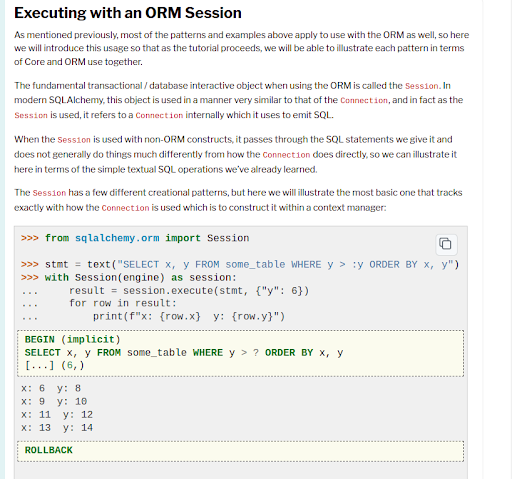 Executing with an ORM Session
As mentioned previously, most of the patterns and examples above apply to use with the ORM as well, so here
we will introduce this usage so that as the tutorial proceeds, we will be able to illustrate each pattern in terms
of Core and ORM use together.
The fundamental transactional / database interactive object when using the ORM is called the Session. In
modern SQLAlchemy, this object is used in a manner very similar to that of the Connection, and in fact as the
Session is used, it refers to a Connection internally which it uses to emit SQL.
When the Session is used with non-ORM constructs, it passes through the SQL statements we give it and
does not generally do things much differently from how the Connection does directly, so we can illustrate it
here in terms of the simple textual SQL operations we've already learned.
The Session has a few different creational patterns, but here we will illustrate the most basic one that tracks
exactly with how the Connection is used which is to construct it within a context manager:
>>> from sqlalchemy.orm import Session
>>> stmt = text("SELECT x, y FROM some_table WHERE y > :y ORDER BY x, y")
>>> with Session(engine) as session:
...     result = session.execute(stmt, {"y": 6})
...     for row in result:
...         print(f"x: {row.x}  y: {row.y}")
BEGIN (implicit)
SELECT x, y FROM some_table WHERE y > ? ORDER BY x, y
[...] (6,)
x: 6  y: 8
x: 9  y: 10
x: 11  y: 12
x: 13  y: 14
ROLLBACK